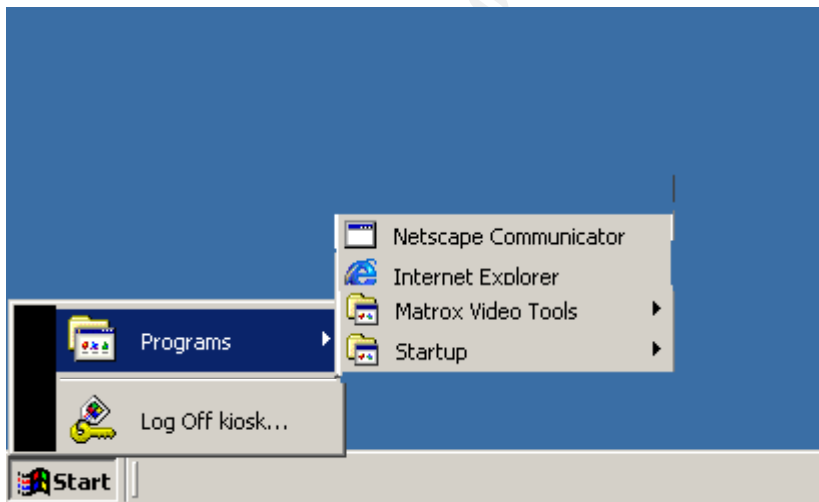 Netscape Communicator
Internet Explorer
Matrox Video Tools
Startup
Programs
Log Off kiosk...
Start